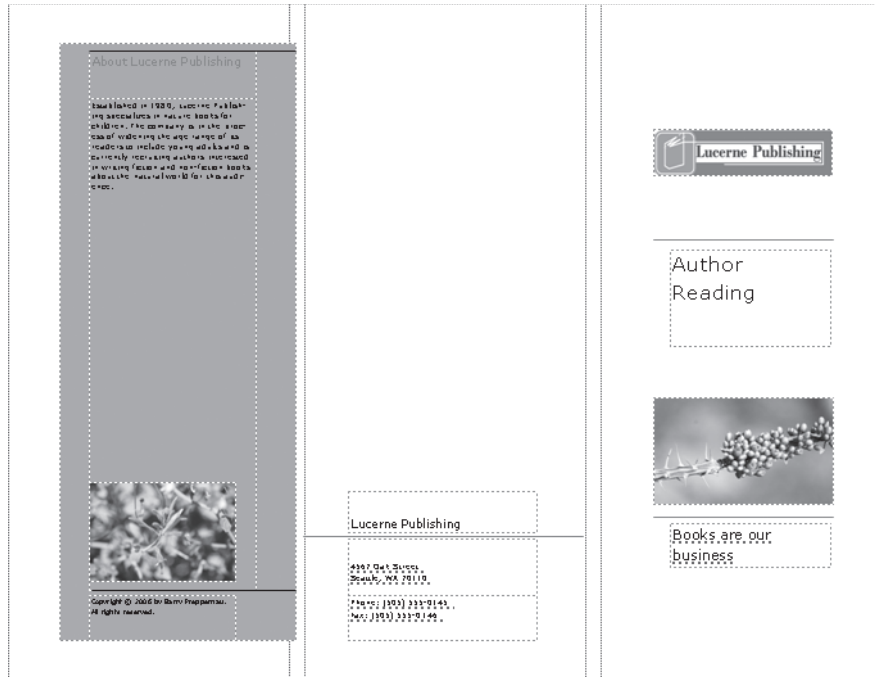 About Lucerne Publishing
Established in 1980, Lucerne Publish-
ing specializes in nature books for
children. The company is in the proc-
ess of widening the age range of its
readers to include young adults and is
currently recruiting authors interested
in writing fiction and nonfiction books
about the natural world for this audi-
ence.
Copyright © 2006 by Barry Preppernau.
All rights reserved.
Lucerne Publishing
4567 Oak Street
Seattle, WA 70110
Phone: (505) 555-0145
Fax: (505) 555-0146
Lucerne Publishing
Author
Reading
Books are our
business